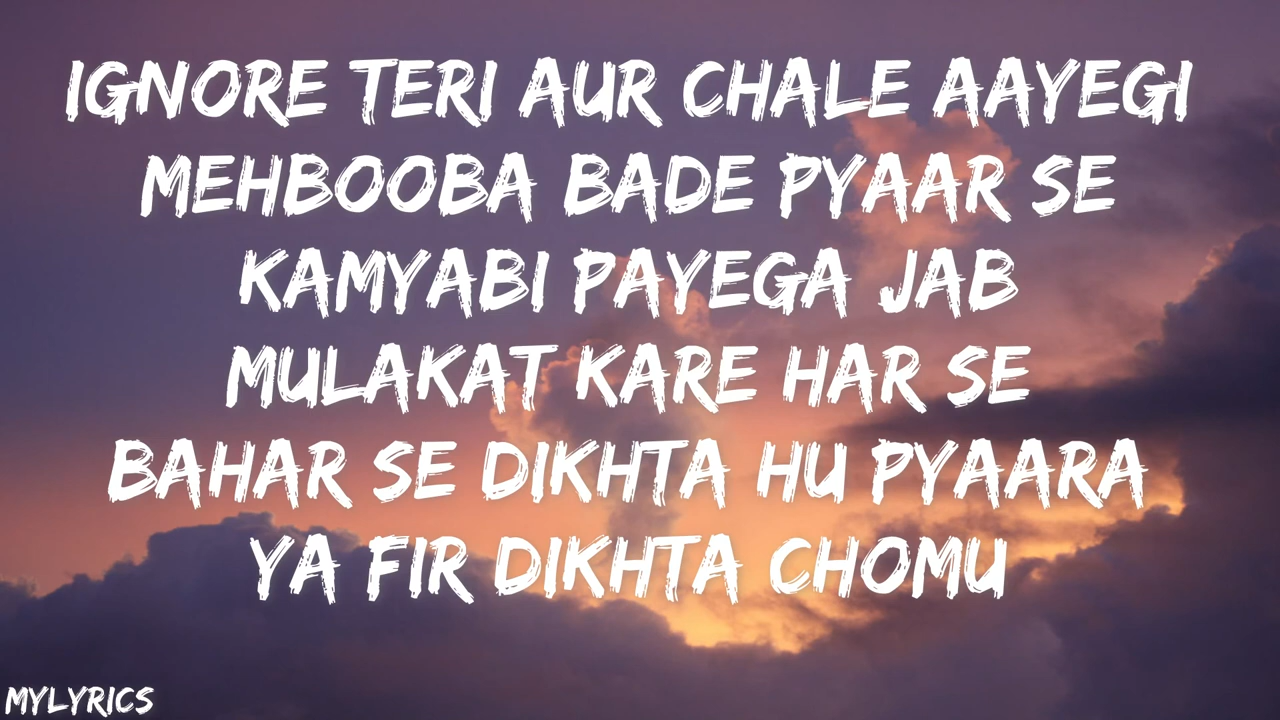 IGNORE TERI AUR CHALE AAYEGI
MEHBOOBA BADE PYAAR SE
KAMYABI PAYEGA JAB
MULAKAT KARE HAR SE
BAHAR SE DIKHTA HU PYAARA
YA FIR DIKHTA CHOMU
MYLYRICS